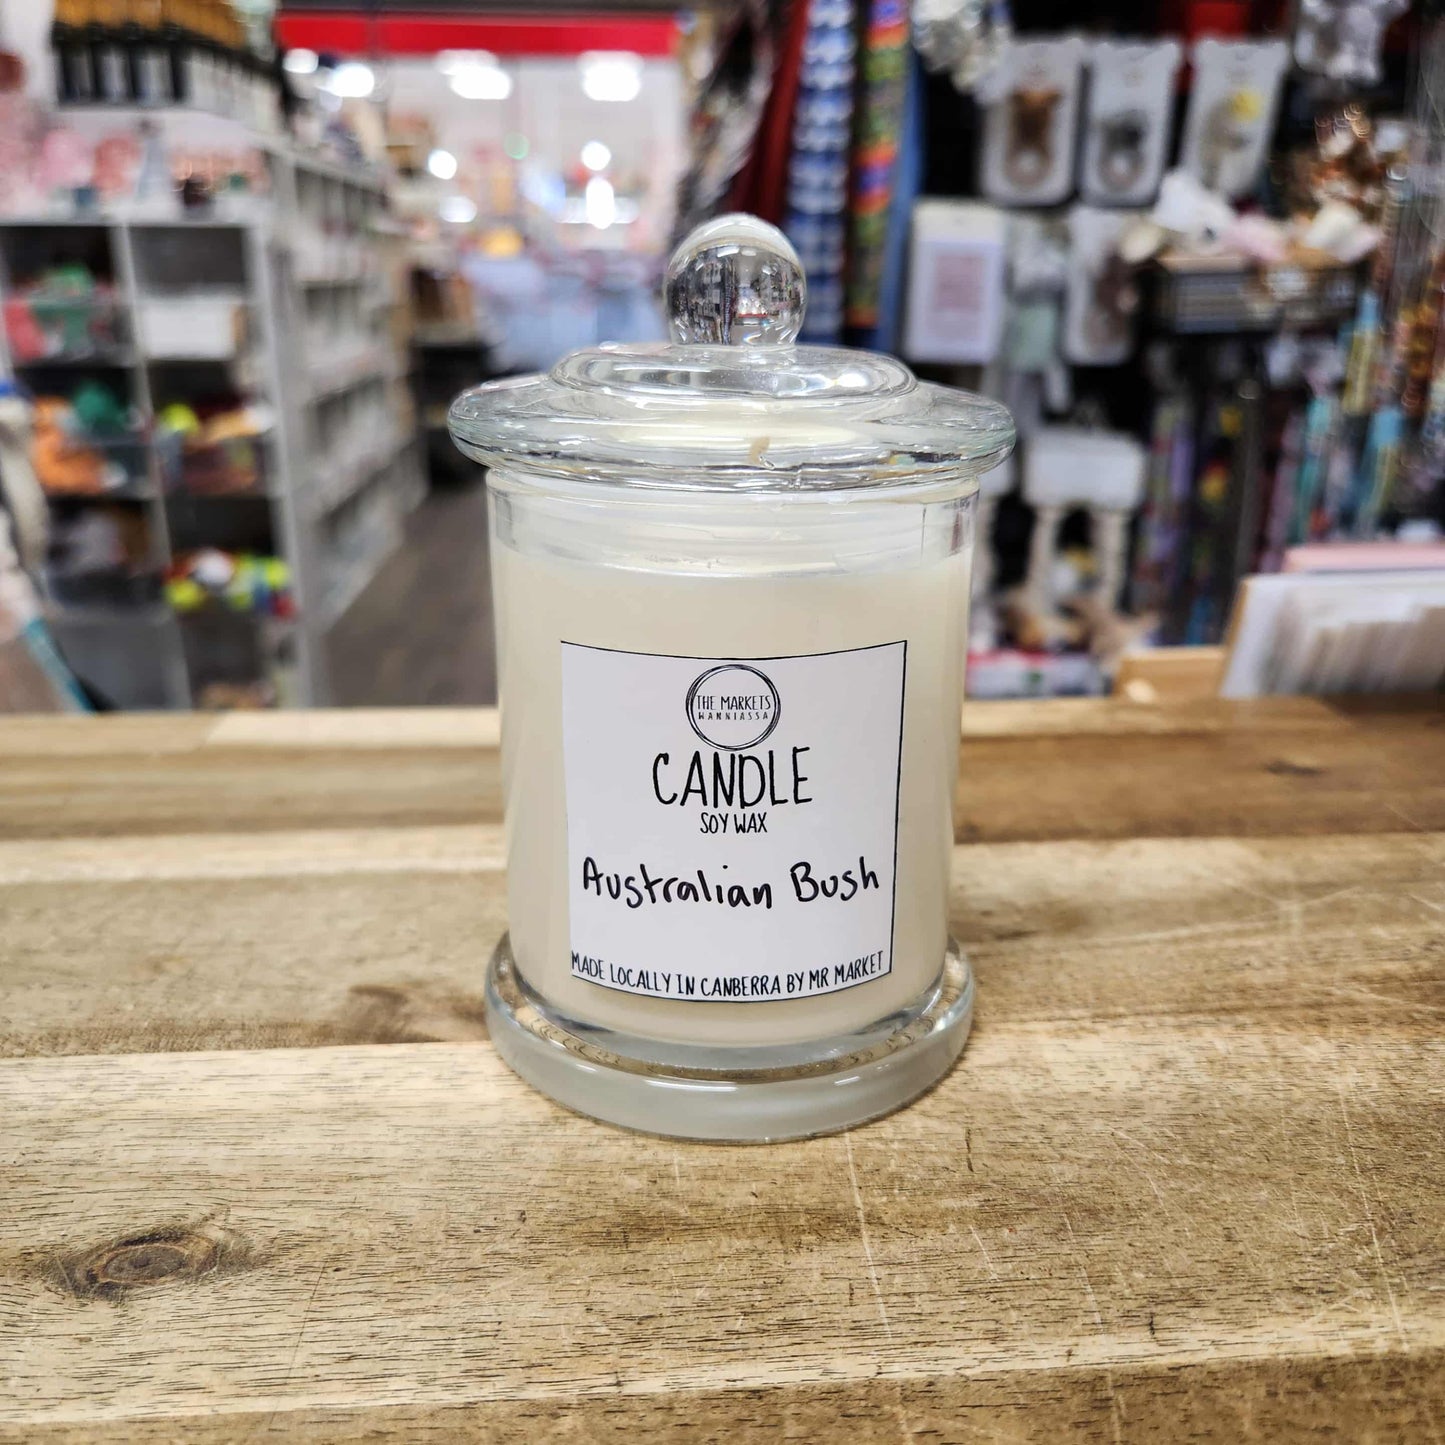 THE MARKETS
WANNIASSA
CANDLE
SOY WAX
Australian Bush
MADE LOCALLY IN CANBERRA BY MR MARKET